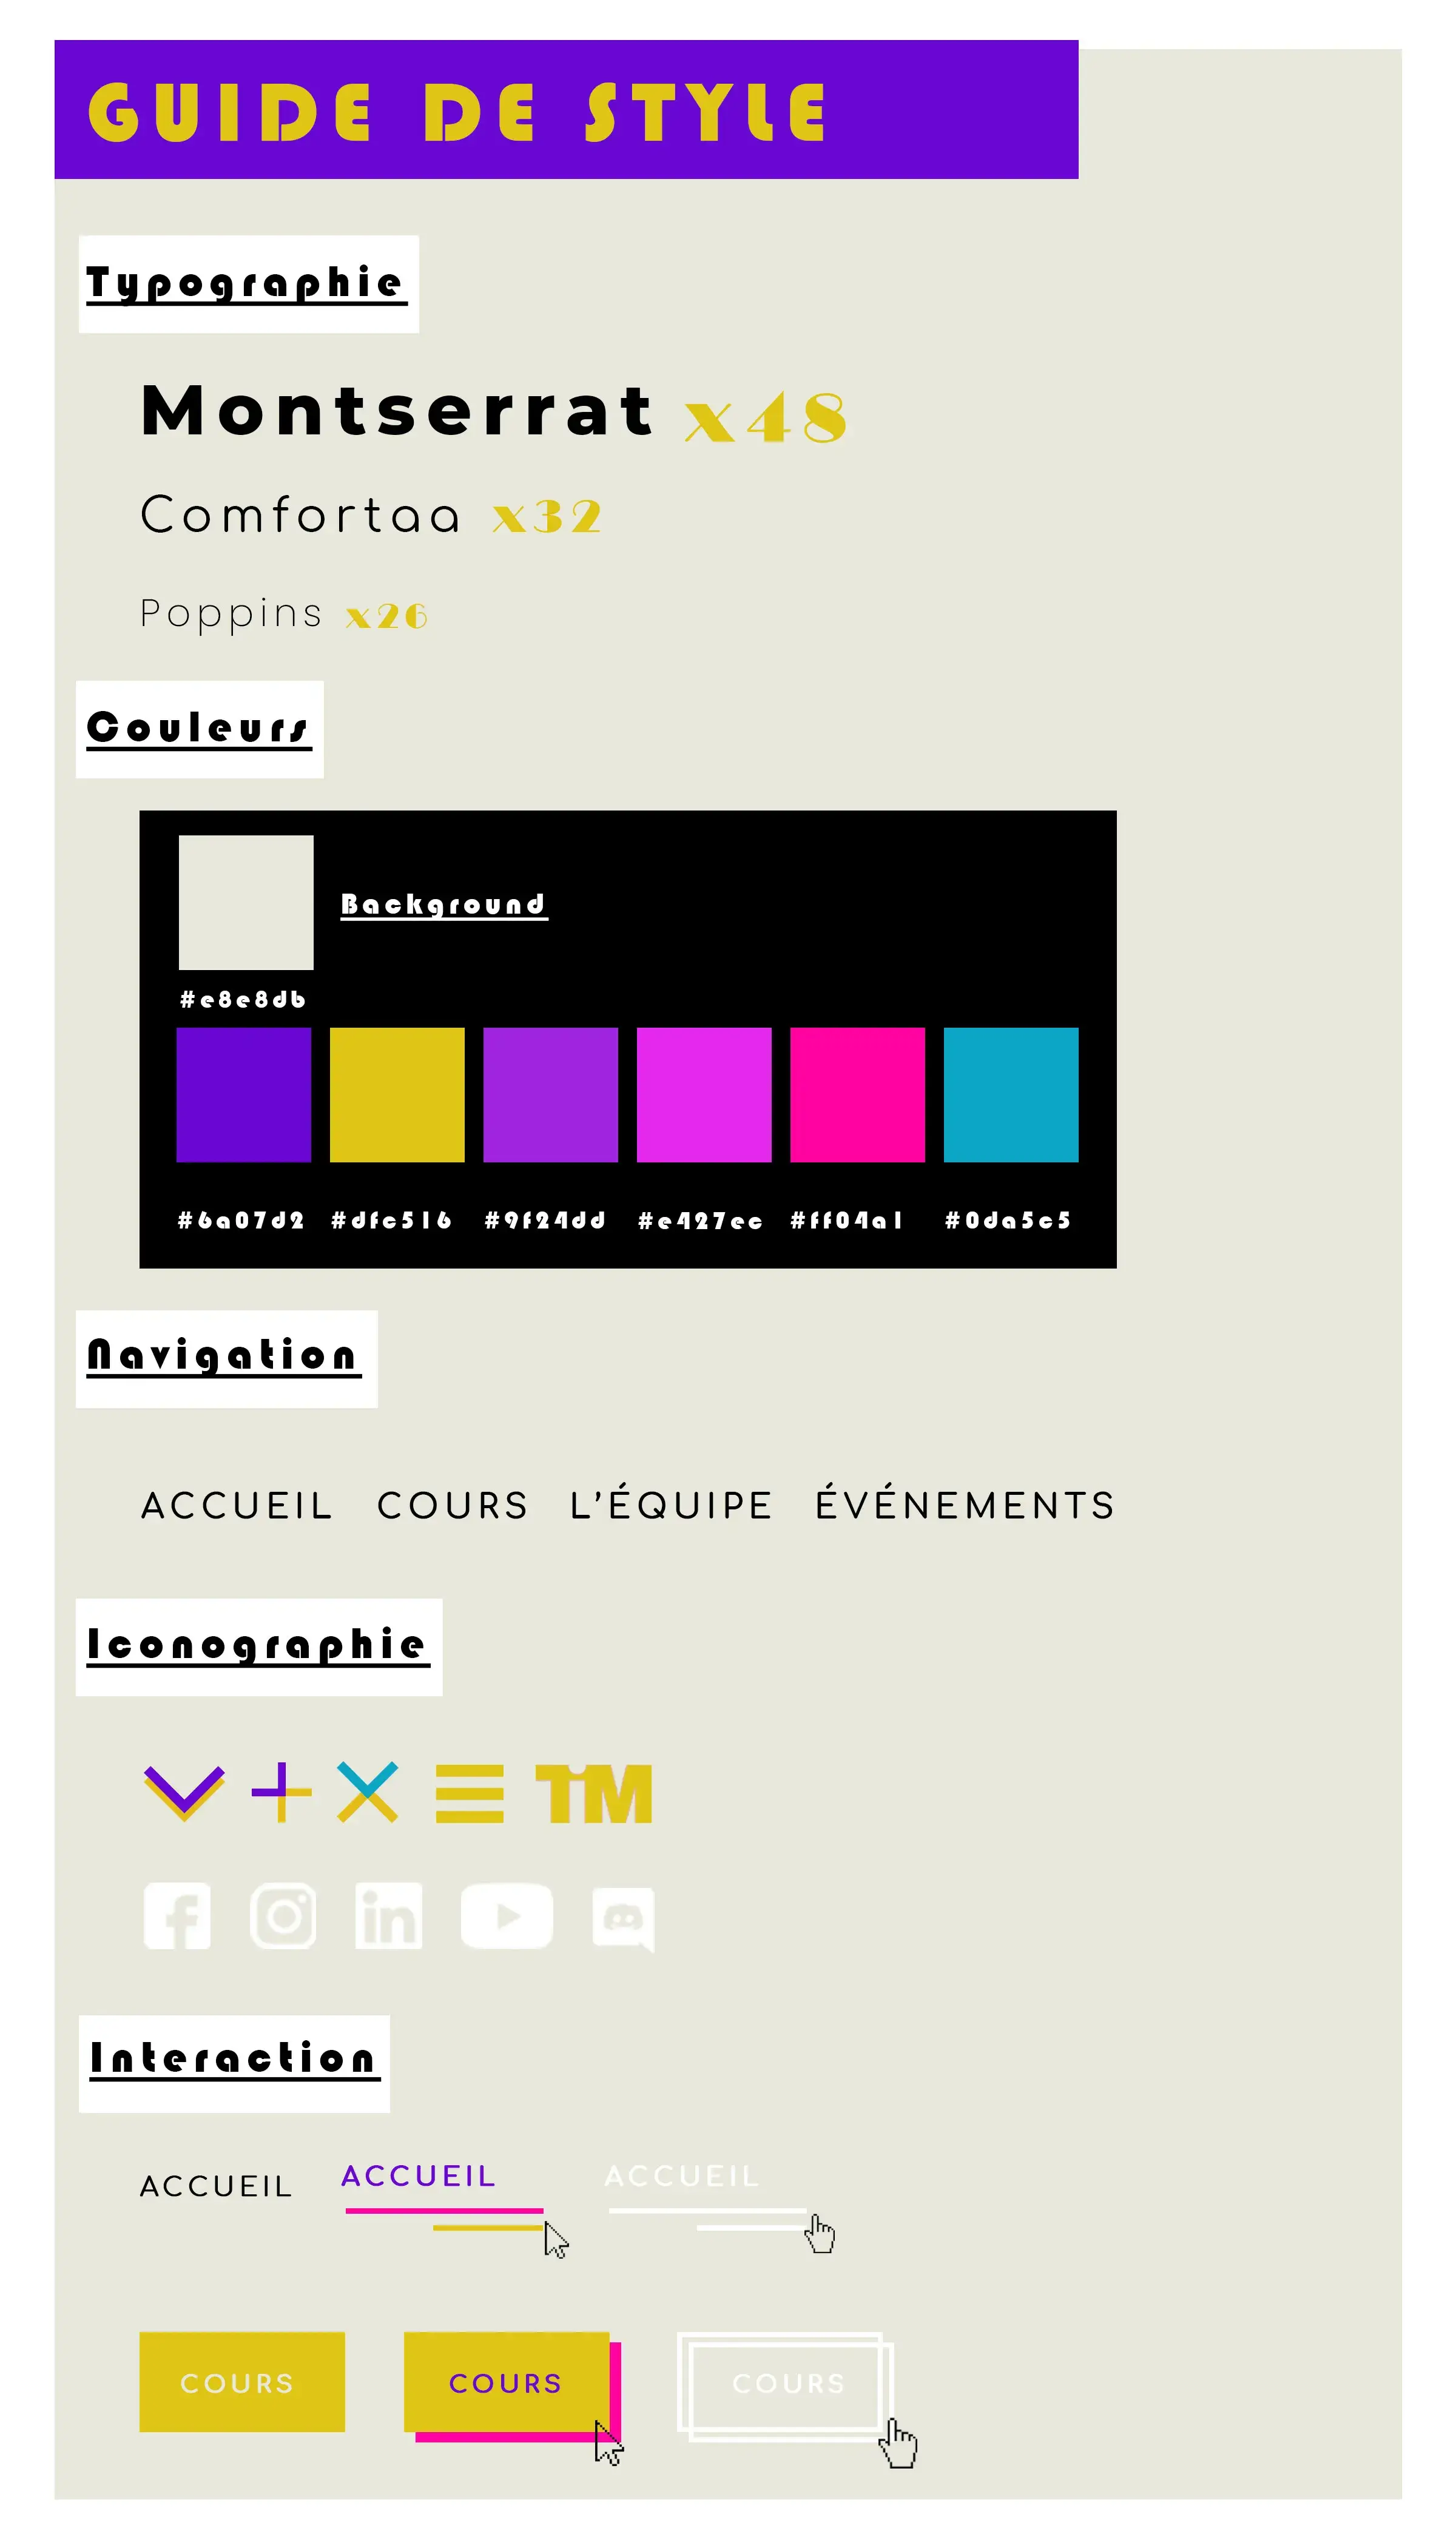 GUIDE DE STYLE
Typographie
Montserrat x48
Comfortaa x32
Poppins x26
Couleurs
Background
#e8e8db
#6a07d2 #dfc516 #9f24dd #e427ec #ff04a1 #0da5c5
Navigation
ACCUEIL COURS L’ÉQUIPE ÉVÉNEMENTS
Iconographie
TiM
Interaction
ACCUEIL ACCUEIL ACCUEIL
COURS COURS COURS